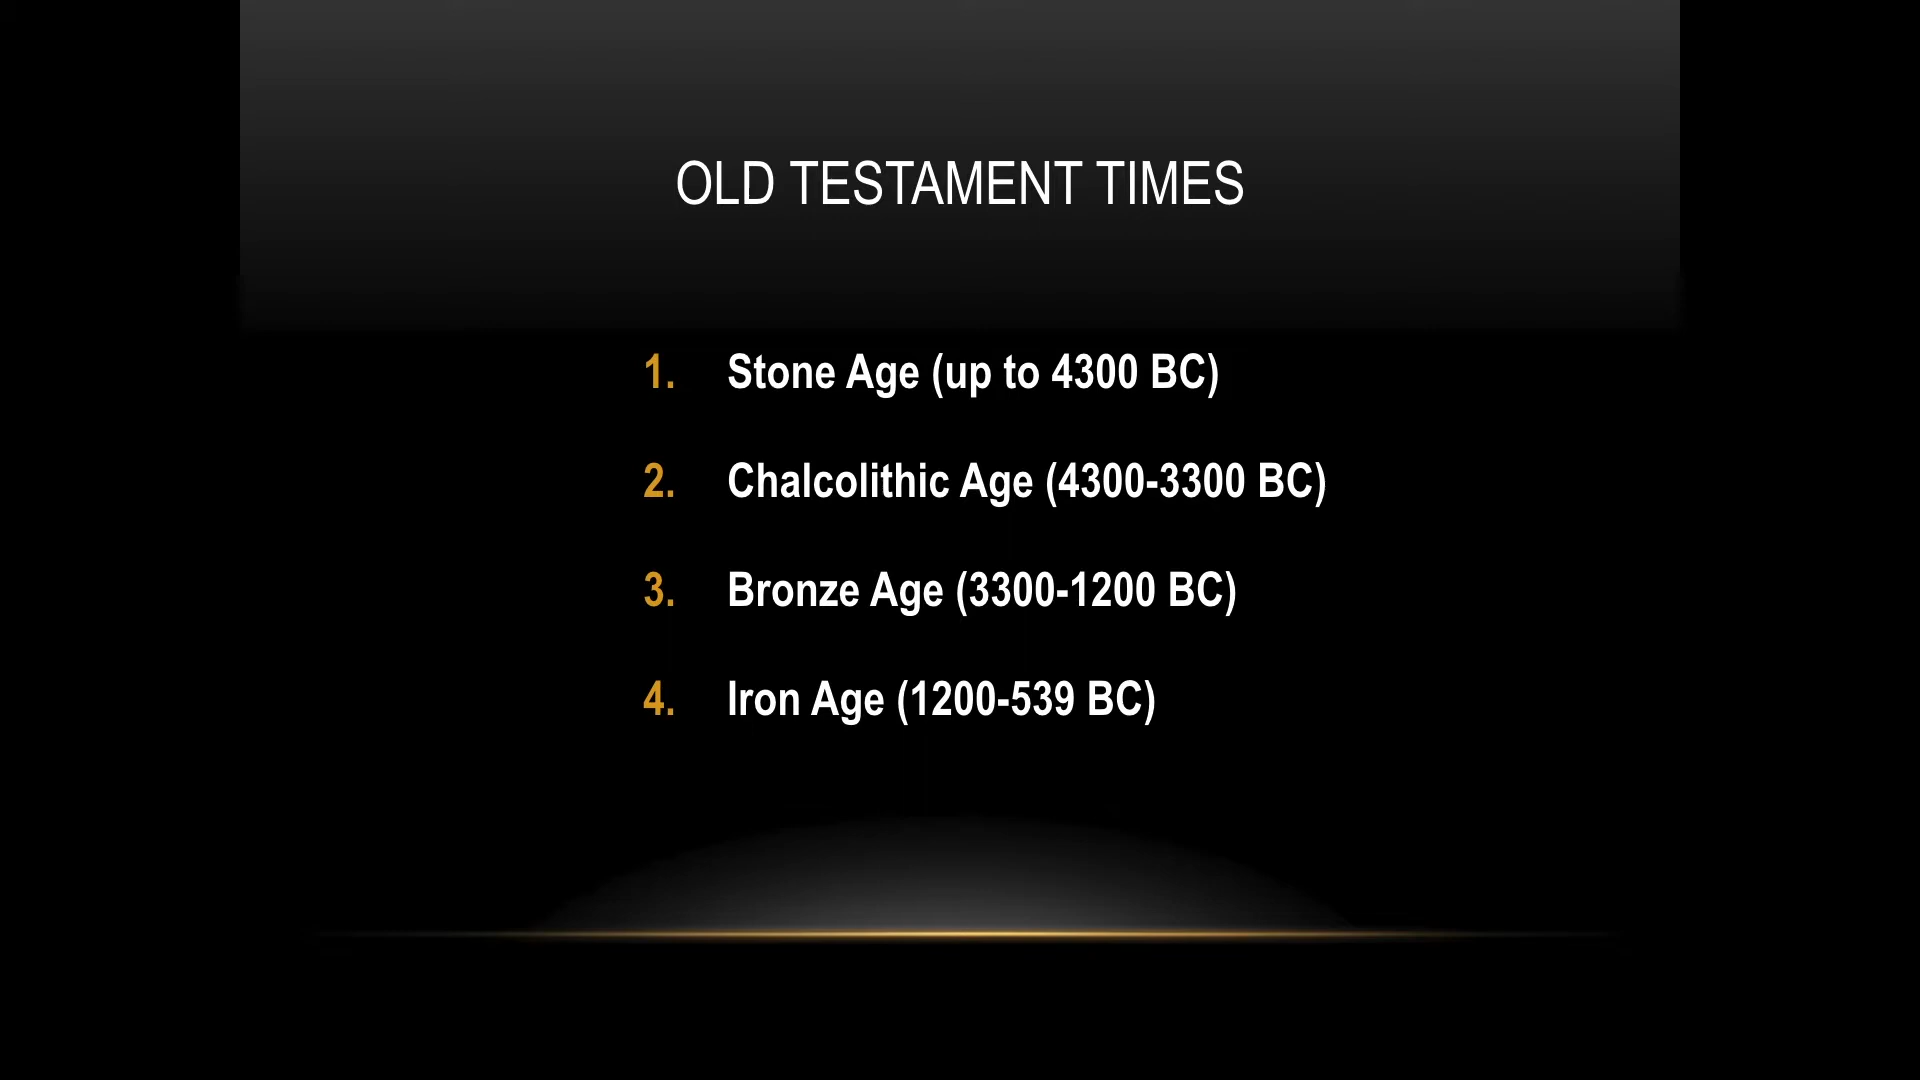 OLD TESTAMENT TIMES
1. Stone Age (up to 4300 BC)
2. Chalcolithic Age (4300-3300 BC)
3. Bronze Age (3300-1200 BC)
4. Iron Age (1200-539 BC)